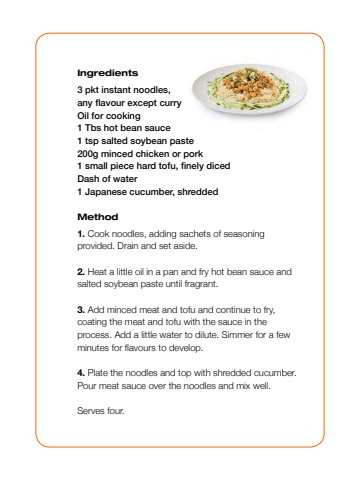 Ingredients
3 pkt instant noodles,
any flavour except curry
Oil for cooking
1 Tbs hot bean sauce
1 tsp salted soybean paste
200g minced chicken or pork
1 small piece hard tofu, finely diced
Dash of water
1 Japanese cucumber, shredded
Method
1. Cook noodles, adding sachets of seasoning
provided. Drain and set aside.
2. Heat a little oil in a pan and fry hot bean sauce and
salted soybean paste until fragrant.
3. Add minced meat and tofu and continue to fry,
coating the meat and tofu with the sauce in the
process. Add a little water to dilute. Simmer for a few
minutes for flavours to develop.
4. Plate the noodles and top with shredded cucumber.
Pour meat sauce over the noodles and mix well.
Serves four.